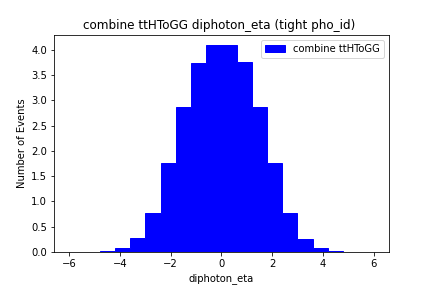 combine ttHToGG diphoton_eta (tight pho_id)
combine ttHToGG
Number of Events
4.0
3.5
3.0
2.5
2.0
1.5
1.0
0.5
0.0
−6 −4 −2 0 2 4 6
diphoton_eta